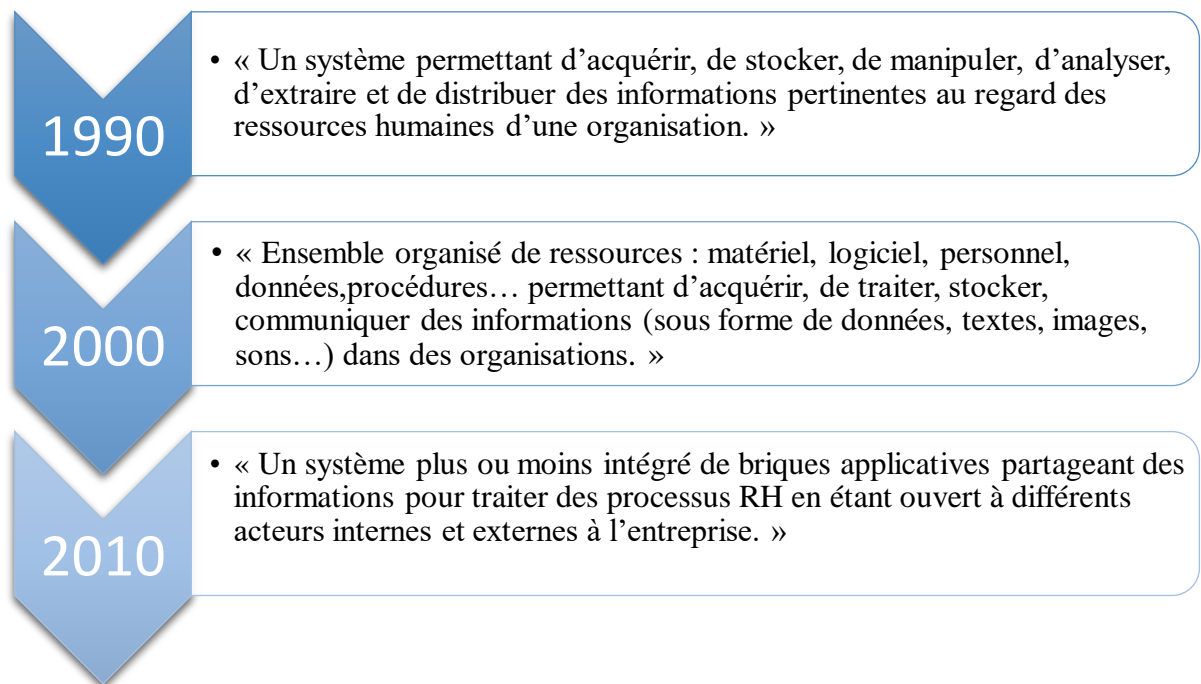 1990
• « Un système permettant d’acquérir, de stocker, de manipuler, d’analyser,
d’extraire et de distribuer des informations pertinentes au regard des
ressources humaines d’une organisation. »
2000
• « Ensemble organisé de ressources : matériel, logiciel, personnel,
données,procédures… permettant d’acquérir, de traiter, stocker,
communiquer des informations (sous forme de données, textes, images,
sons…) dans des organisations. »
2010
• « Un système plus ou moins intégré de briques applicatives partageant des
informations pour traiter des processus RH en étant ouvert à différents
acteurs internes et externes à l’entreprise. »